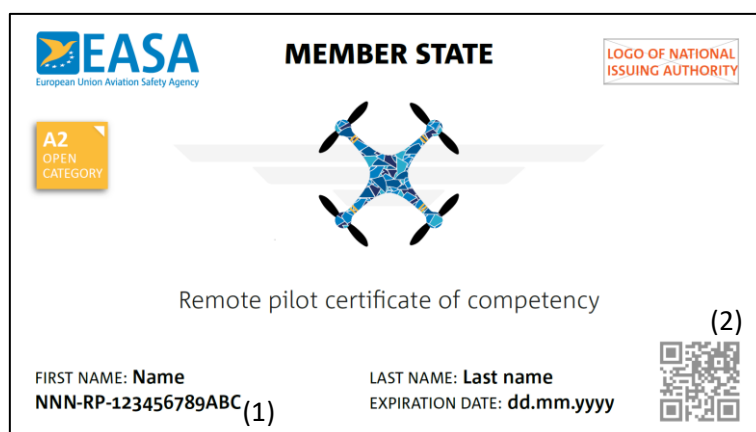 EASA
European Union Aviation Safety Agency
MEMBER STATE
LOGO OF NATIONAL
ISSUING AUTHORITY
A2
OPEN
CATEGORY
Remote pilot certificate of competency
(2)
FIRST NAME: Name
LAST NAME: Last name
NNN-RP-123456789ABC(1)
EXPIRATION DATE: dd.mm.yyyy